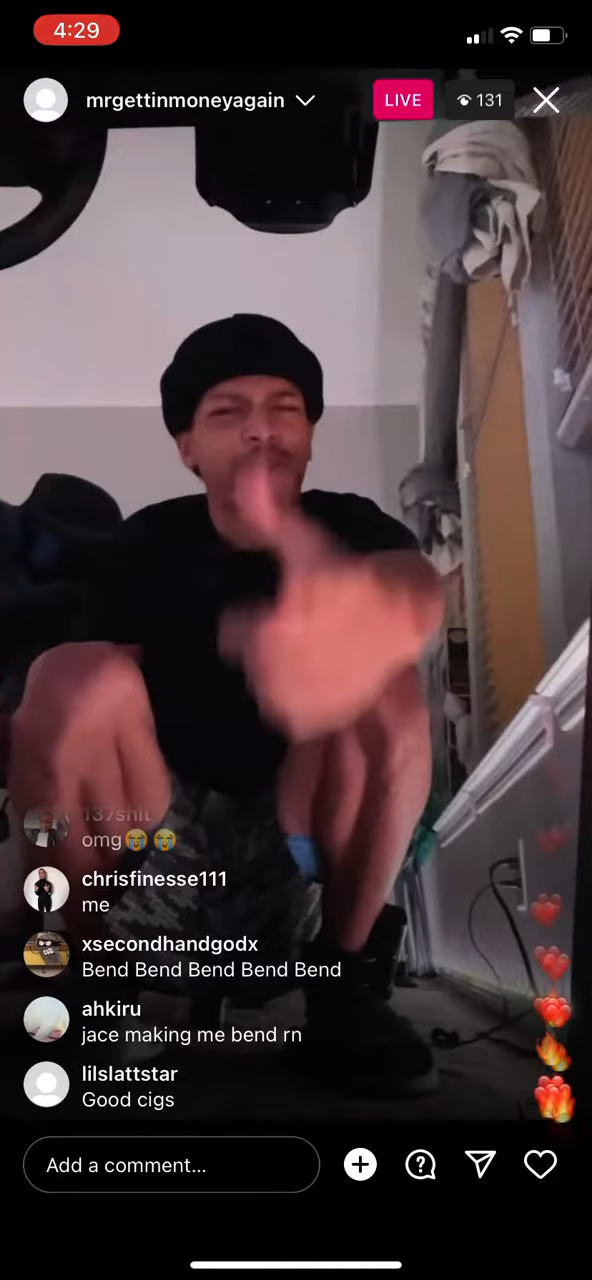 4:29
mrgettinmoneyagain
LIVE
131
137shit
omg😭😭
chrisfinesse111
me
xsecondhandgodx
Bend Bend Bend Bend Bend
ahkiru
jace making me bend rn
lilslattstar
Good cigs
Add a comment...